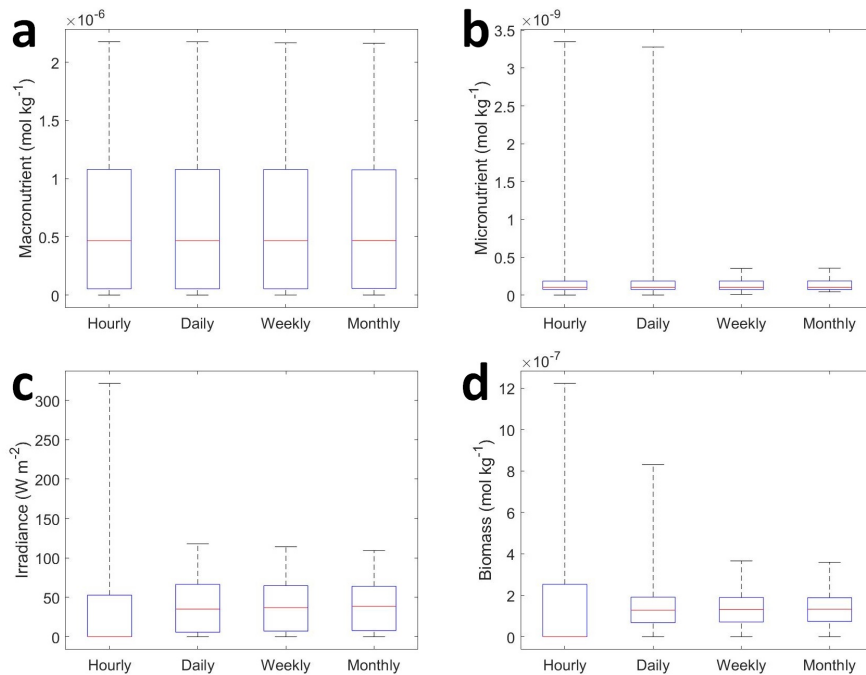 a
×10⁻⁶
Macronutrient (mol kg⁻¹)
2
1.5
1
0.5
0
Hourly Daily Weekly Monthly
b
×10⁻⁹
Micronutrient (mol kg⁻¹)
3.5
3
2.5
2
1.5
1
0.5
0
Hourly Daily Weekly Monthly
c
Irradiance (W m⁻²)
300
250
200
150
100
50
0
Hourly Daily Weekly Monthly
d
×10⁻⁷
Biomass (mol kg⁻¹)
12
10
8
6
4
2
0
Hourly Daily Weekly Monthly